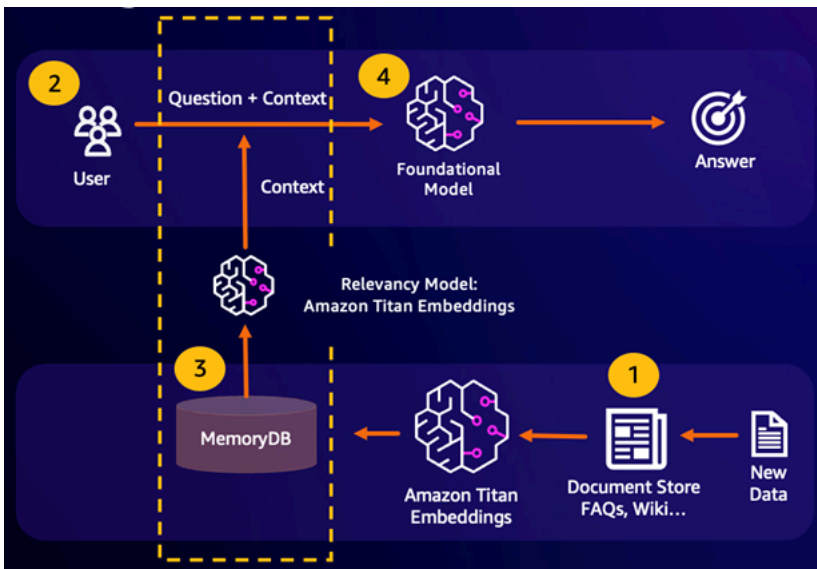 2
4
Question + Context
User
Foundational
Model
Answer
Context
Relevancy Model:
Amazon Titan Embeddings
3
1
MemoryDB
Amazon Titan
Embeddings
Document Store
FAQs, Wiki...
New
Data